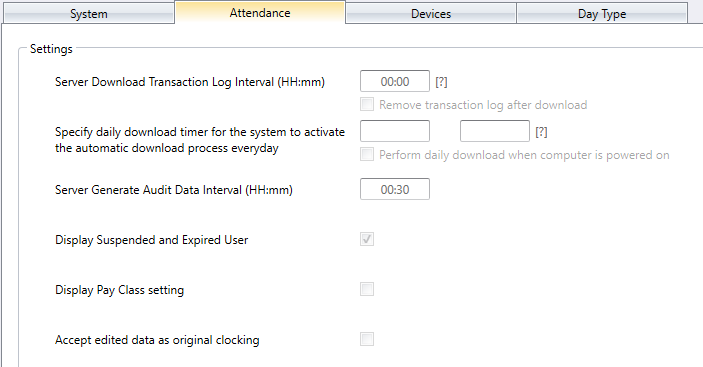 System Attendance Devices Day Type
Settings
Server Download Transaction Log Interval (HH:mm) 00:00 [?]
Remove transaction log after download
Specify daily download timer for the system to activate [?]
the automatic download process everyday
Perform daily download when computer is powered on
Server Generate Audit Data Interval (HH:mm) 00:30
Display Suspended and Expired User
Display Pay Class setting
Accept edited data as original clocking